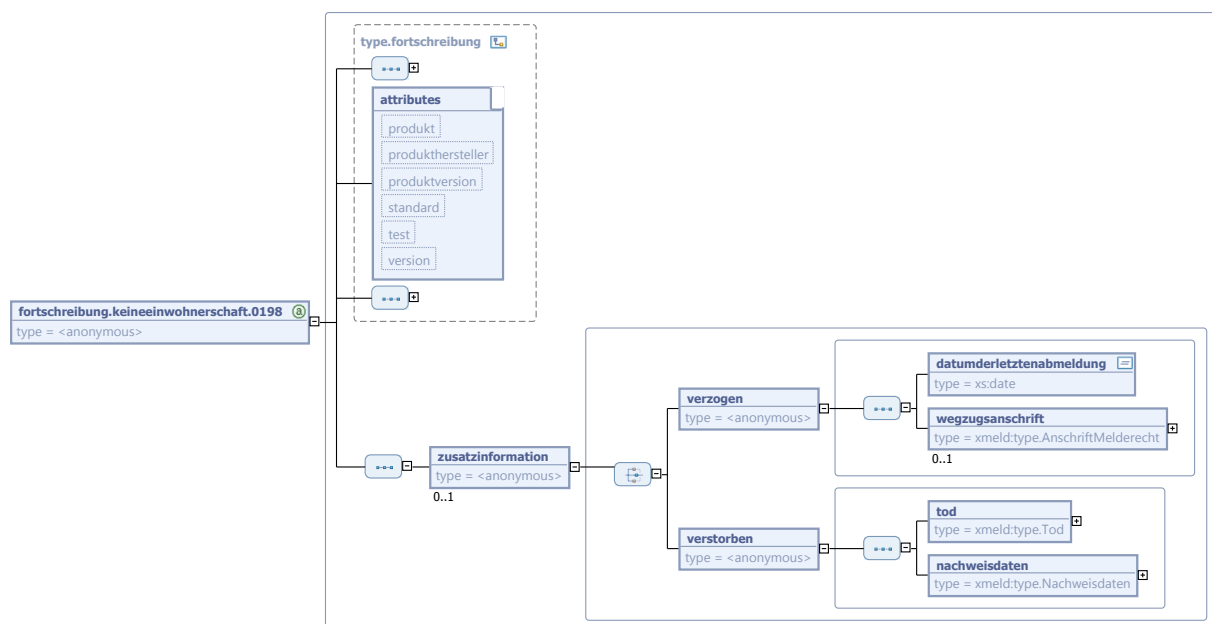 type.fortschreibung
attributes
produkt
produkthersteller
produktversion
standard
test
version
fortschreibung.keineeinwohnerschaft.0198
type = <anonymous>
zusatzinformation
type = <anonymous>
0..1
verzogen
type = <anonymous>
datumderletztenabmeldung
type = xs:date
wegzugsanschrift
type = xmeld:type.AnschriftMelderecht
0..1
verstorben
type = <anonymous>
tod
type = xmeld:type.Tod
nachweisdaten
type = xmeld:type.Nachweisdaten